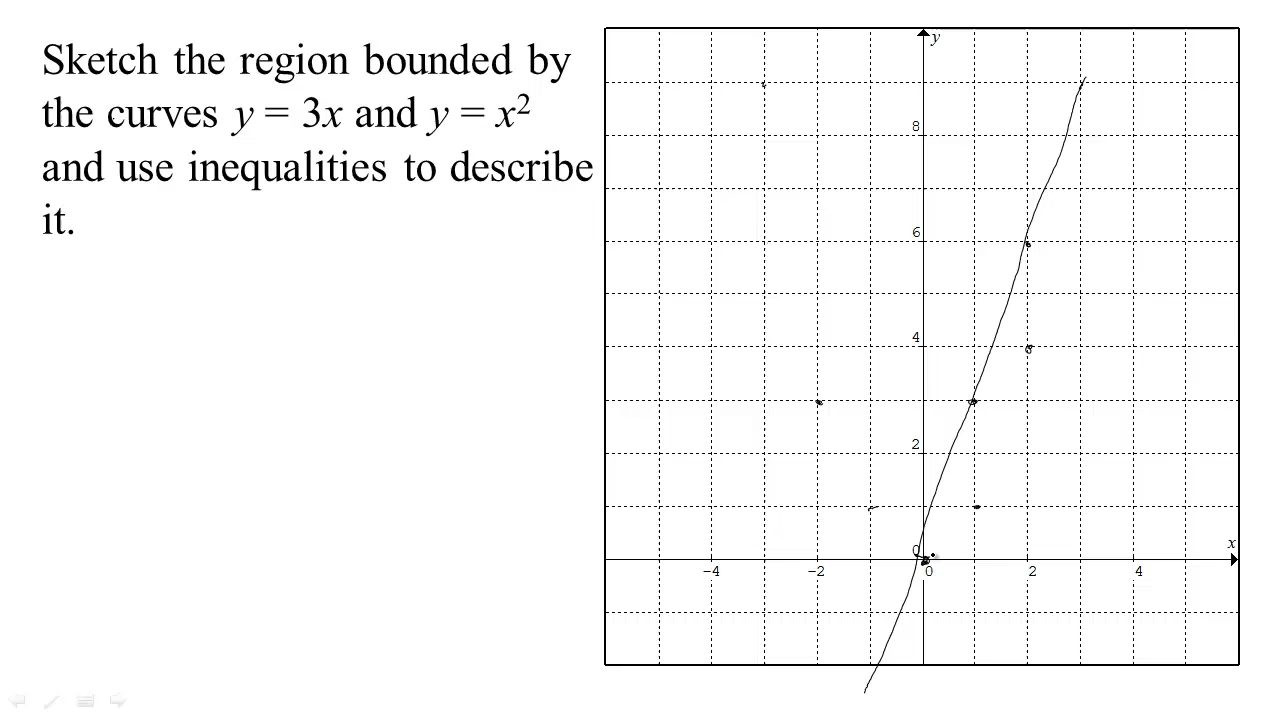 Sketch the region bounded by
the curves y = 3x and y = x²
and use inequalities to describe
it.
y
8
6
4
2
0
x
−4
−2
0
2
4